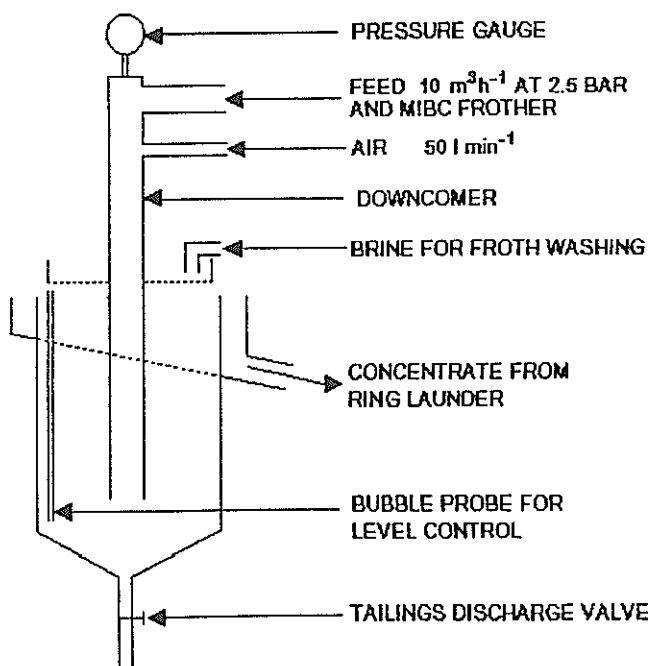 PRESSURE GAUGE
FEED 10 m³h⁻¹ AT 2.5 BAR
AND MIBC FROTHER
AIR 50 l min⁻¹
DOWNCOMER
BRINE FOR FROTH WASHING
CONCENTRATE FROM
RING LAUNDER
BUBBLE PROBE FOR
LEVEL CONTROL
TAILINGS DISCHARGE VALVE